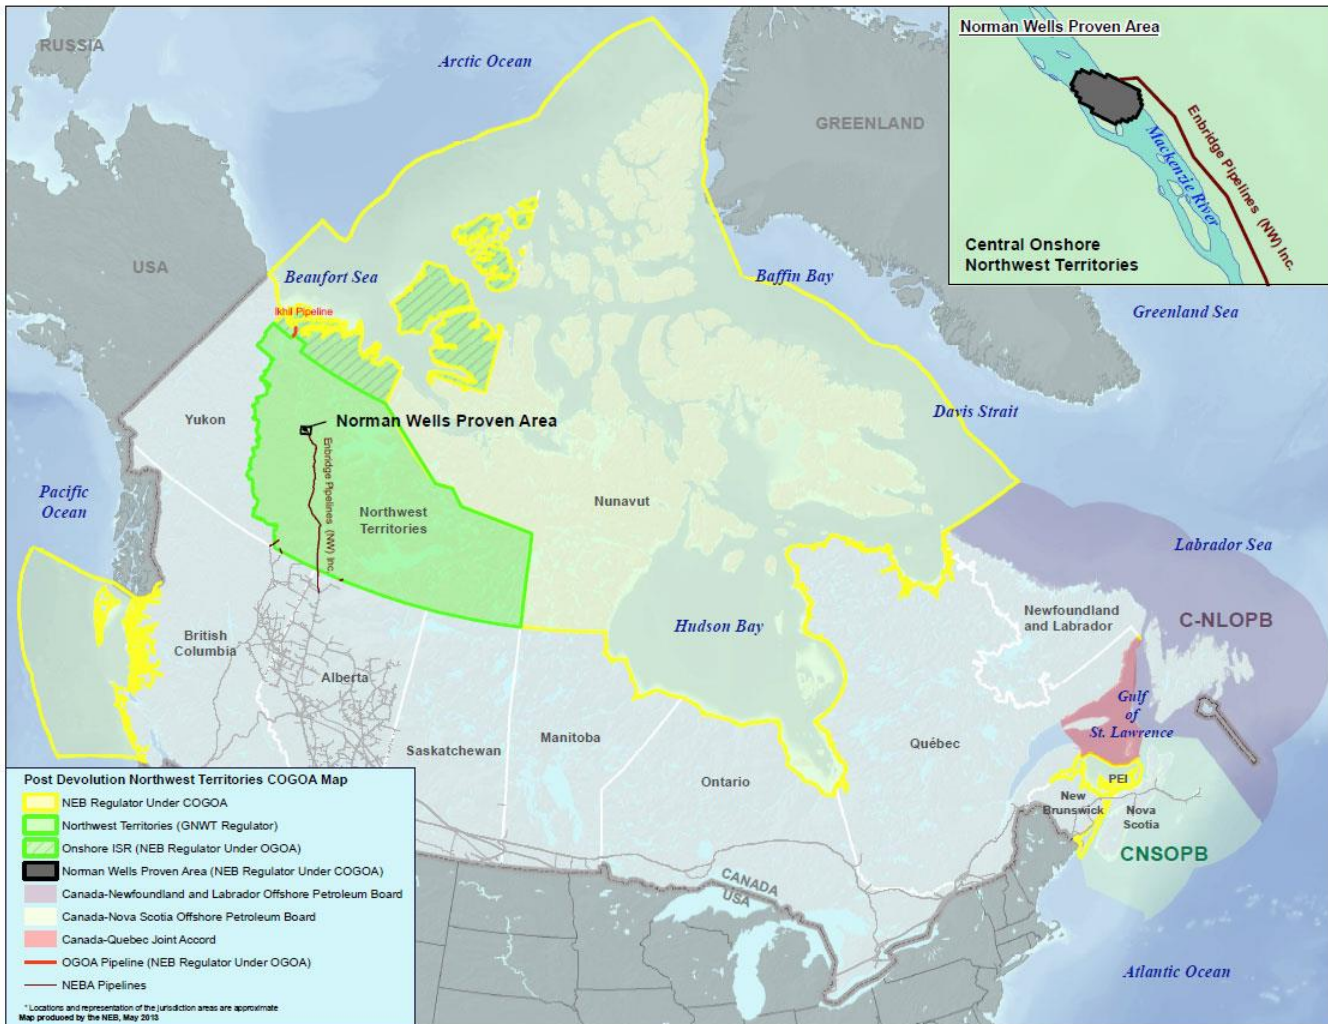 RUSSIA
Arctic Ocean
GREENLAND
USA
Beaufort Sea
Ikhil Pipeline
Baffin Bay
Greenland Sea
Norman Wells Proven Area
Enbridge Pipelines (NW) Inc.
Mackenzie River
Central Onshore
Northwest Territories
Yukon
Norman Wells Proven Area
Davis Strait
Pacific
Ocean
Enbridge Pipelines (NW) Inc.
Northwest
Territories
Nunavut
Labrador Sea
British
Columbia
Alberta
Hudson Bay
Newfoundland
and Labrador
C-NLOPB
Gulf
of
St. Lawrence
Saskatchewan
Manitoba
Ontario
Québec
PEI
New
Brunswick
Nova
Scotia
CNSOPB
CANADA
USA
Atlantic Ocean
Post Devolution Northwest Territories COGOA Map
NEB Regulator Under COGOA
Northwest Territories (GNWT Regulator)
Onshore ISR (NEB Regulator Under OGOA)
Norman Wells Proven Area (NEB Regulator Under COGOA)
Canada-Newfoundland and Labrador Offshore Petroleum Board
Canada-Nova Scotia Offshore Petroleum Board
Canada-Quebec Joint Accord
OGOA Pipeline (NEB Regulator Under OGOA)
NEBA Pipelines
* Locations and representation of the jurisdiction areas are approximate
Map produced by the NEB, May 2013